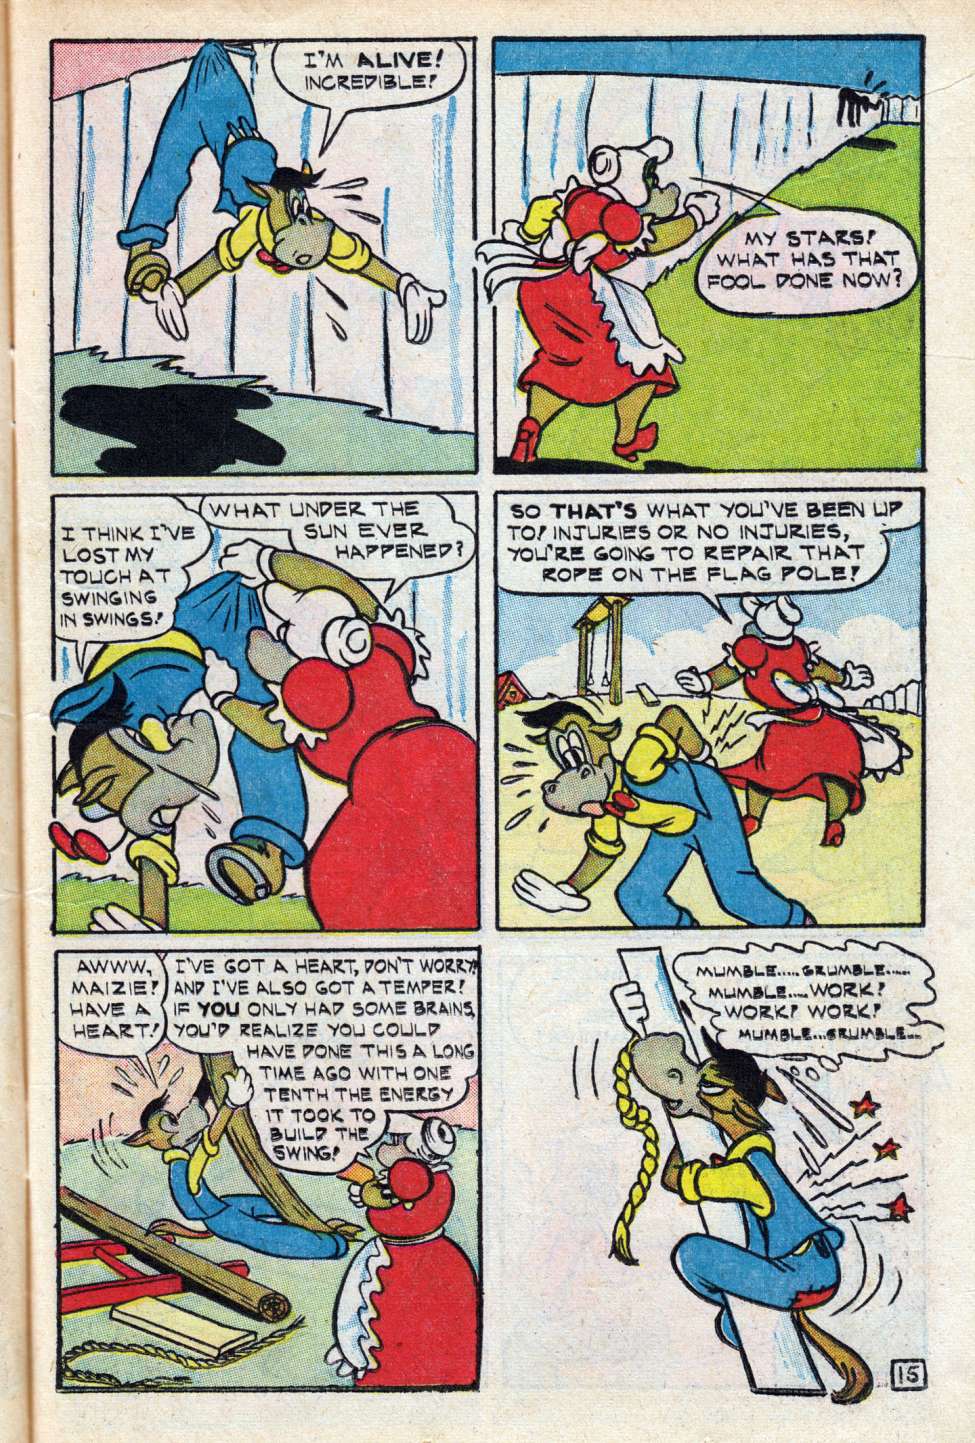 I'M ALIVE!
INCREDIBLE!
MY STARS!
WHAT HAS THAT
FOOL DONE NOW?
I THINK I'VE
LOST MY
TOUCH AT
SWINGING
IN SWINGS!
WHAT UNDER THE
SUN EVER
HAPPENED?
SO THAT'S WHAT YOU'VE BEEN UP
TO! INJURIES OR NO INJURIES,
YOU'RE GOING TO REPAIR THAT
ROPE ON THE FLAG POLE!
AWWW,
MAIZIE!
HAVE A
HEART!
I'VE GOT A HEART, DON'T WORRY!
AND I'VE ALSO GOT A TEMPER!
IF YOU ONLY HAD SOME BRAINS,
YOU'D REALIZE YOU COULD
HAVE DONE THIS A LONG
TIME AGO WITH ONE
TENTH THE ENERGY
IT TOOK TO
BUILD THE
SWING!
MUMBLE.....GRUMBLE.....
MUMBLE....WORK!
WORK! WORK!
MUMBLE...GRUMBLE...
15